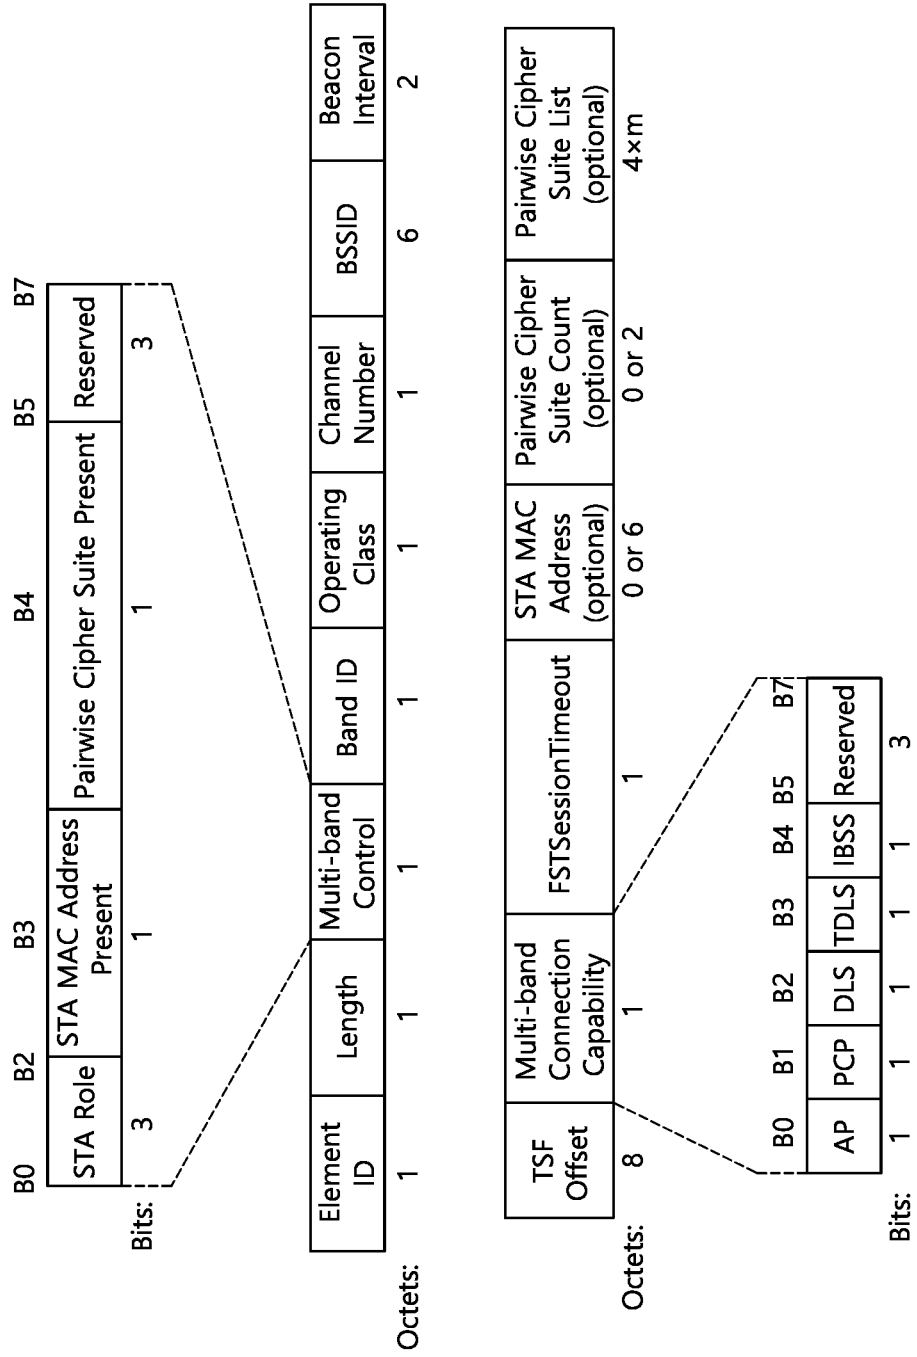 B0 B2 B3 B4 B5 B7
STA Role
STA MAC Address
Present
Pairwise Cipher Suite Present
Reserved
Bits: 3 1 1 3
Element
ID
Length
Multi-band
Control
Band ID
Operating
Class
Channel
Number
BSSID
Beacon
Interval
Octets: 1 1 1 1 1 1 6 2
TSF
Offset
Multi-band
Connection
Capability
FSTSessionTimeout
STA MAC
Address
(optional)
Pairwise Cipher
Suite Count
(optional)
Pairwise Cipher
Suite List
(optional)
Octets: 8 1 1 0 or 6 0 or 2 4×m
B0 B1 B2 B3 B4 B5 B7
AP PCP DLS TDLS IBSS Reserved
Bits: 1 1 1 1 1 3